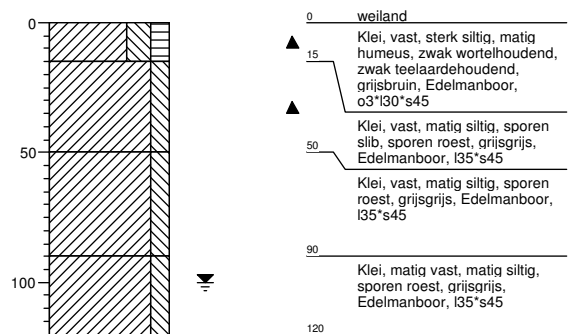 0
50
100
0
weiland
Klei, vast, sterk siltig, matig
humeus, zwak wortelhoudend,
zwak teelaardehoudend,
grijsbruin, Edelmanboor,
o3*l30*s45
15
Klei, vast, matig siltig, sporen
slib, sporen roest, grijsgrijs,
Edelmanboor, l35*s45
50
Klei, vast, matig siltig, sporen
roest, grijsgrijs, Edelmanboor,
l35*s45
90
Klei, matig vast, matig siltig,
sporen roest, grijsgrijs,
Edelmanboor, l35*s45
120